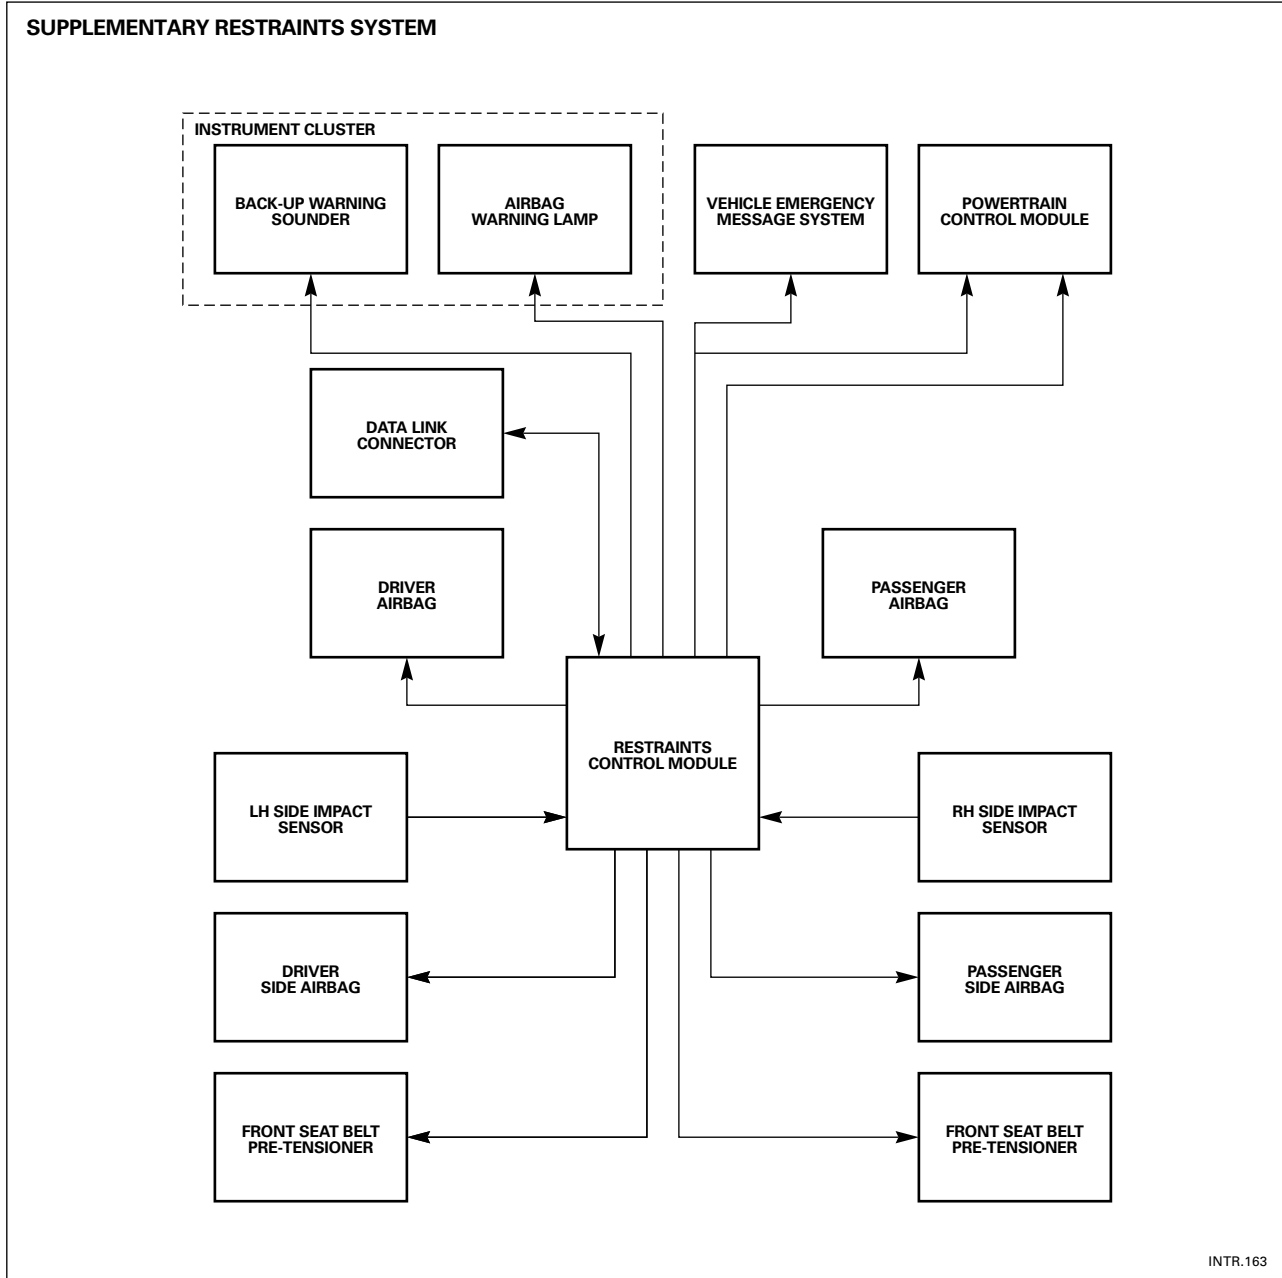 SUPPLEMENTARY RESTRAINTS SYSTEM
INSTRUMENT CLUSTER
BACK-UP WARNING
SOUNDER
AIRBAG
WARNING LAMP
VEHICLE EMERGENCY
MESSAGE SYSTEM
POWERTRAIN
CONTROL MODULE
DATA LINK
CONNECTOR
DRIVER
AIRBAG
PASSENGER
AIRBAG
RESTRAINTS
CONTROL MODULE
LH SIDE IMPACT
SENSOR
RH SIDE IMPACT
SENSOR
DRIVER
SIDE AIRBAG
PASSENGER
SIDE AIRBAG
FRONT SEAT BELT
PRE-TENSIONER
FRONT SEAT BELT
PRE-TENSIONER
INTR.163